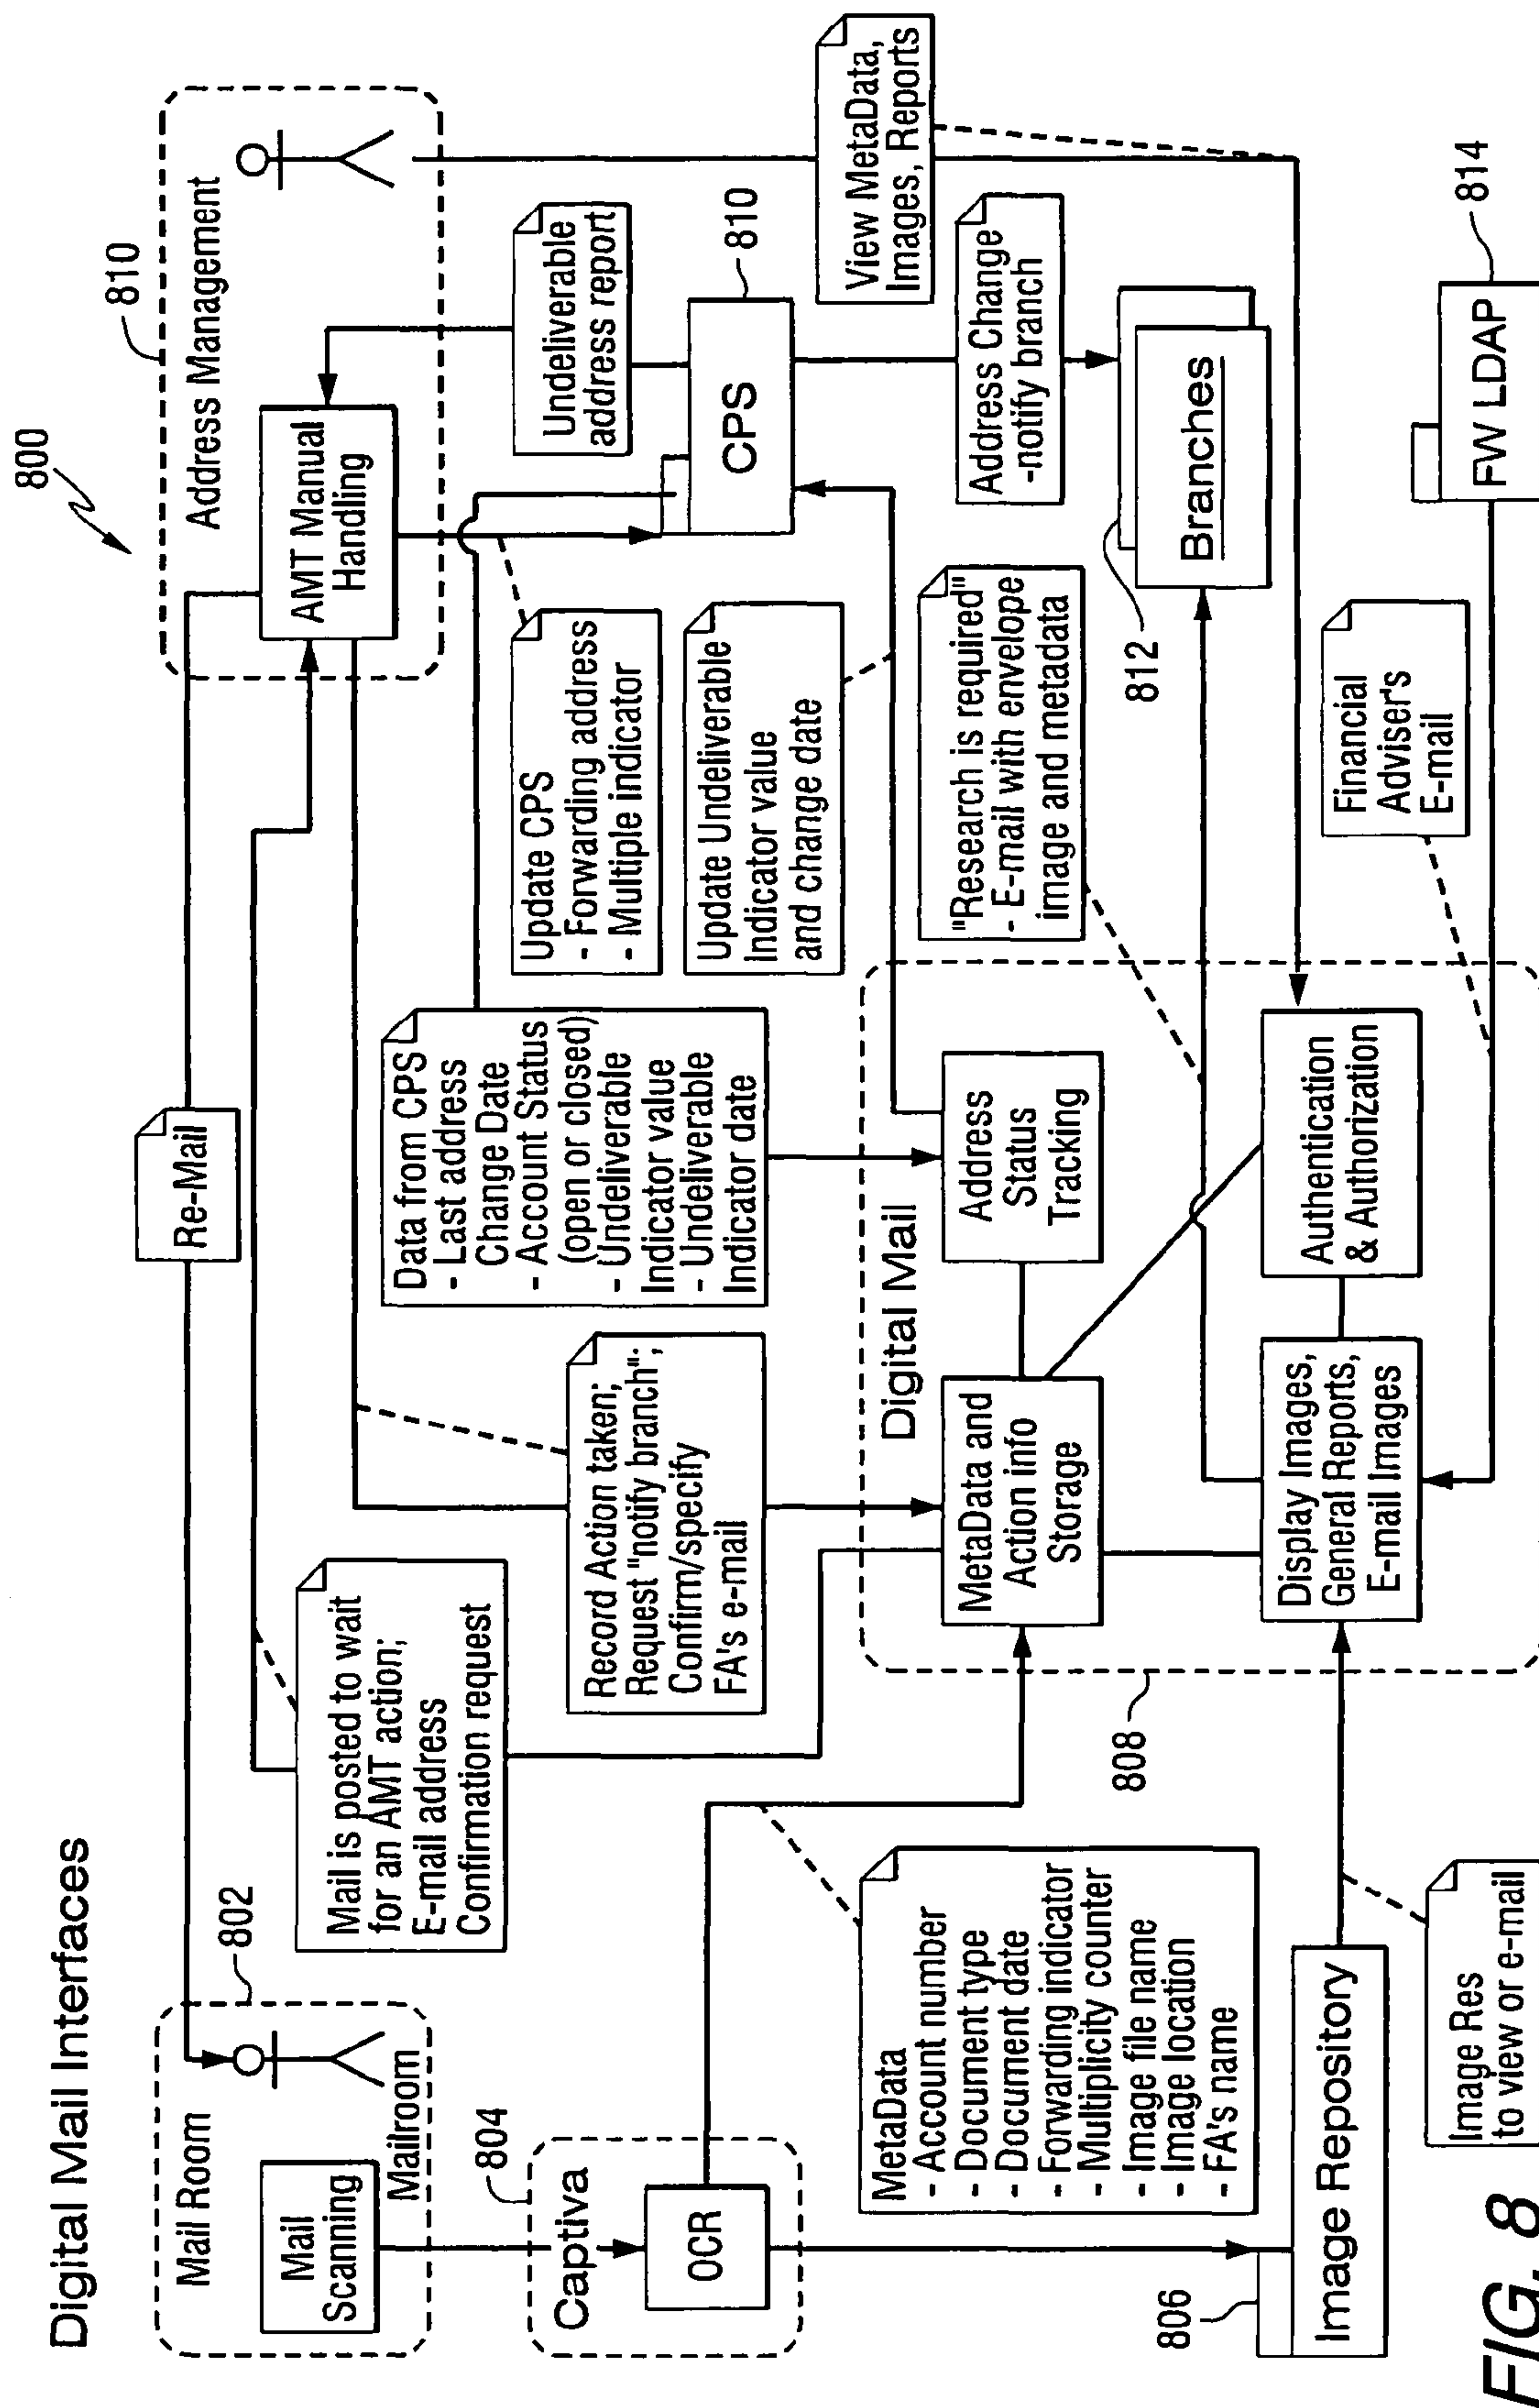 Digital Mail Interfaces
800
Mail Room
Mail
Scanning
Mailroom
802
Re-Mail
810
Address Management
AMT Manual
Handling
Mail is posted to wait
for an AMT action;
E-mail address
Confirmation request
Undeliverable
address report
Captiva
804
OCR
Record Action taken;
Request "notify branch";
Confirm/specify
FA's e-mail
Data from CPS
- Last address
Change Date
- Account Status
(open or closed)
- Undeliverable
Indicator value
- Undeliverable
Indicator date
Update CPS
- Forwarding address
- Multiple indicator
Update Undeliverable
Indicator value
and change date
CPS
810
View MetaData,
Images, Reports
MetaData
- Account number
- Document type
- Document date
- Forwarding indicator
- Multiplicity counter
- Image file name
- Image location
- FA's name
Digital Mail
MetaData and
Action info
Storage
Address
Status
Tracking
"Research is required"
- E-mail with envelope
image and metadata
Address Change
-notify branch
812
Branches
808
806
Image Repository
Display Images,
General Reports,
E-mail Images
Authentication
& Authorization
Financial
Adviser's
E-mail
FW LDAP
814
Image Res
to view or e-mail
FIG. 8